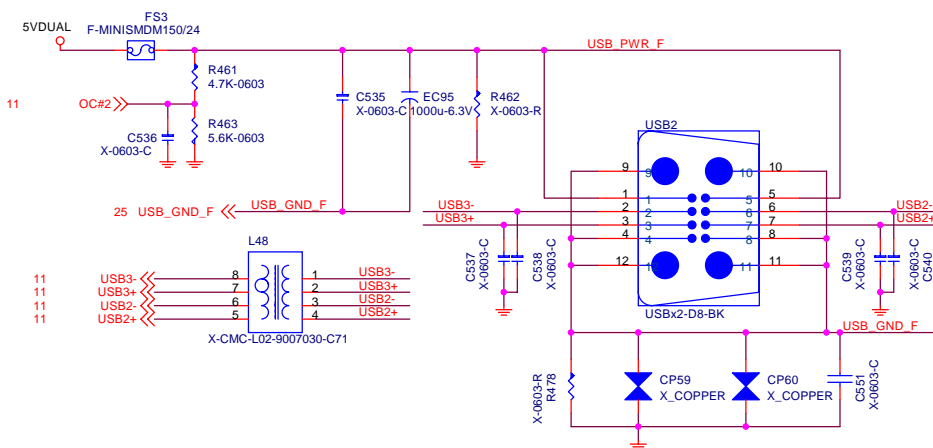 FS3
F-MINISMDM150/24
5VDUAL
USB_PWR_F
R461
4.7K-0603
11 OC#2
C535
X-0603-C
EC95
1000u-6.3V
R462
X-0603-R
C536
X-0603-C
R463
5.6K-0603
USB2
9 9 10 10
1 1 5 5
2 2 6 6
3 3 7 7
4 4 8 8
12 11 11
USBx2-D8-BK
25 USB_GND_F
USB_GND_F
USB3-
USB3+
USB2-
USB2+
C537
X-0603-C
C538
X-0603-C
C539
X-0603-C
C540
X-0603-C
L48
11 USB3- 8 1 USB3-
11 USB3+ 7 2 USB3+
11 USB2- 6 3 USB2-
11 USB2+ 5 4 USB2+
X-CMC-L02-9007030-C71
USB_GND_F
X-0603-R
R478
CP59
X_COPPER
CP60
X_COPPER
C551
X-0603-C